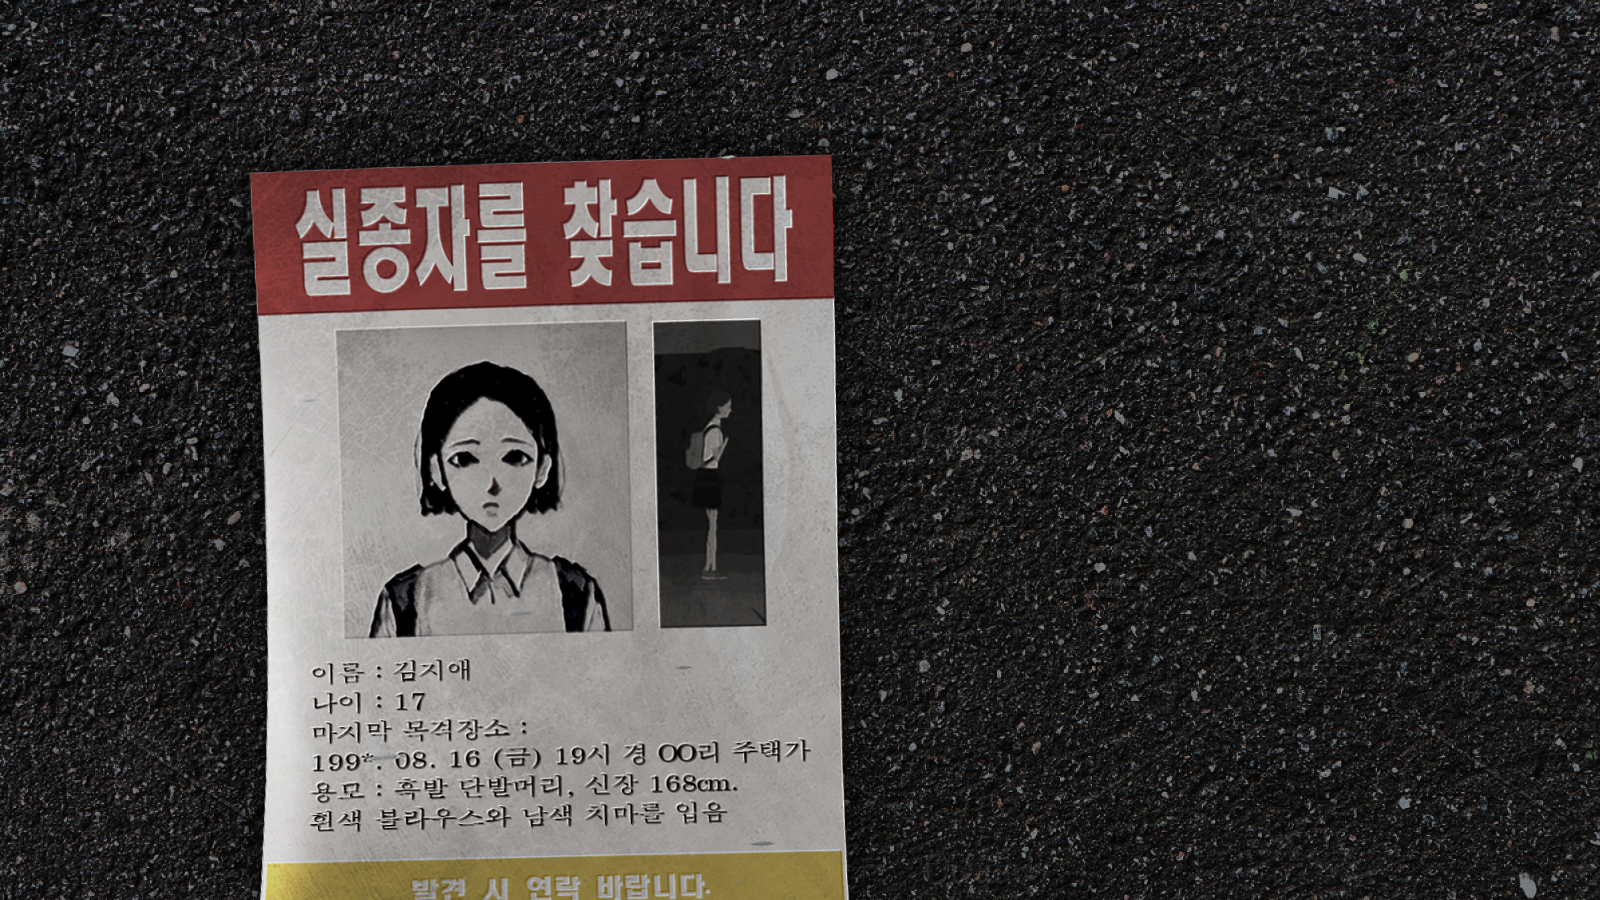 실종자를 찾습니다
이름 : 김지애
나이 : 17
마지막 목격장소 :
199*. 08. 16 (금) 19시 경 OO리 주택가
용모 : 흑발 단발머리, 신장 168cm.
흰색 블라우스와 남색 치마를 입음
발견 시 연락 바랍니다.